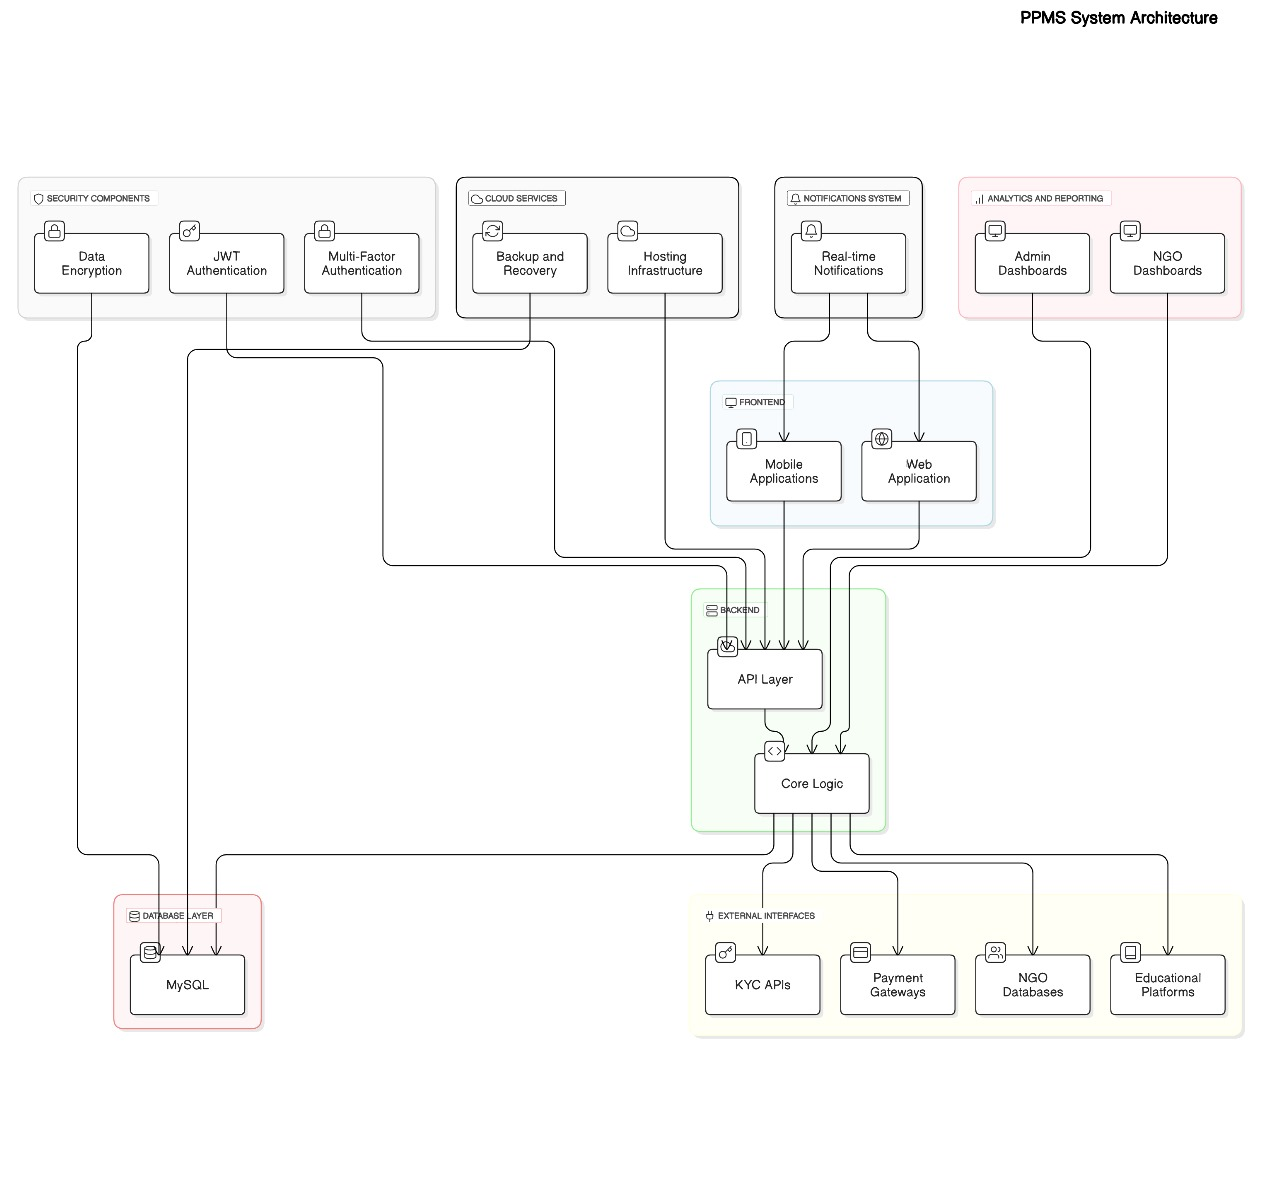 PPMS System Architecture
SECURITY COMPONENTS
Data
Encryption
JWT
Authentication
Multi-Factor
Authentication
CLOUD SERVICES
Backup and
Recovery
Hosting
Infrastructure
NOTIFICATIONS SYSTEM
Real-time
Notifications
ANALYTICS AND REPORTING
Admin
Dashboards
NGO
Dashboards
FRONTEND
Mobile
Applications
Web
Application
BACKEND
API Layer
Core Logic
DATABASE LAYER
MySQL
EXTERNAL INTERFACES
KYC APIs
Payment
Gateways
NGO
Databases
Educational
Platforms